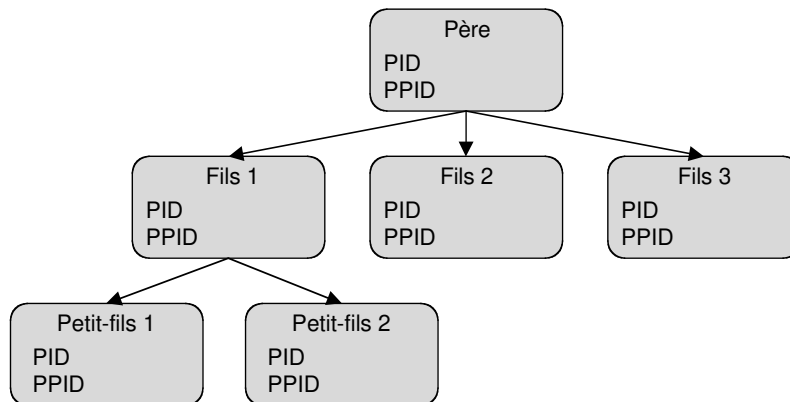 Père
PID
PPID
Fils 1
PID
PPID
Fils 2
PID
PPID
Fils 3
PID
PPID
Petit-fils 1
PID
PPID
Petit-fils 2
PID
PPID